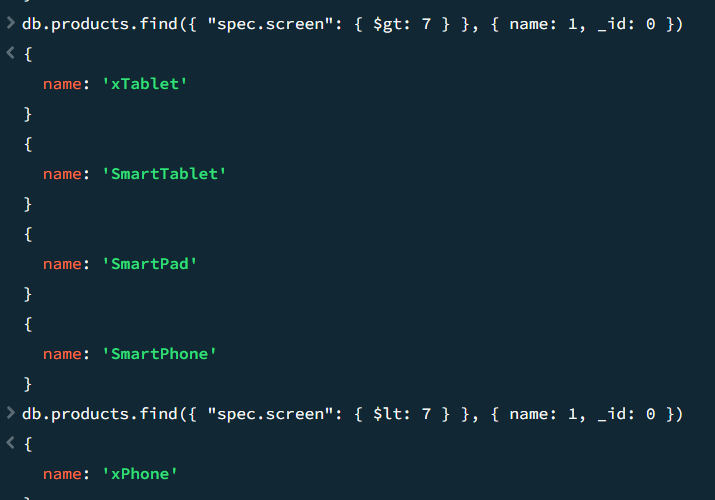 > db.products.find({ "spec.screen": { $gt: 7 } }, { name: 1, _id: 0 })
< {
name: 'xTablet'
}
{
name: 'SmartTablet'
}
{
name: 'SmartPad'
}
{
name: 'SmartPhone'
}
> db.products.find({ "spec.screen": { $lt: 7 } }, { name: 1, _id: 0 })
< {
name: 'xPhone'